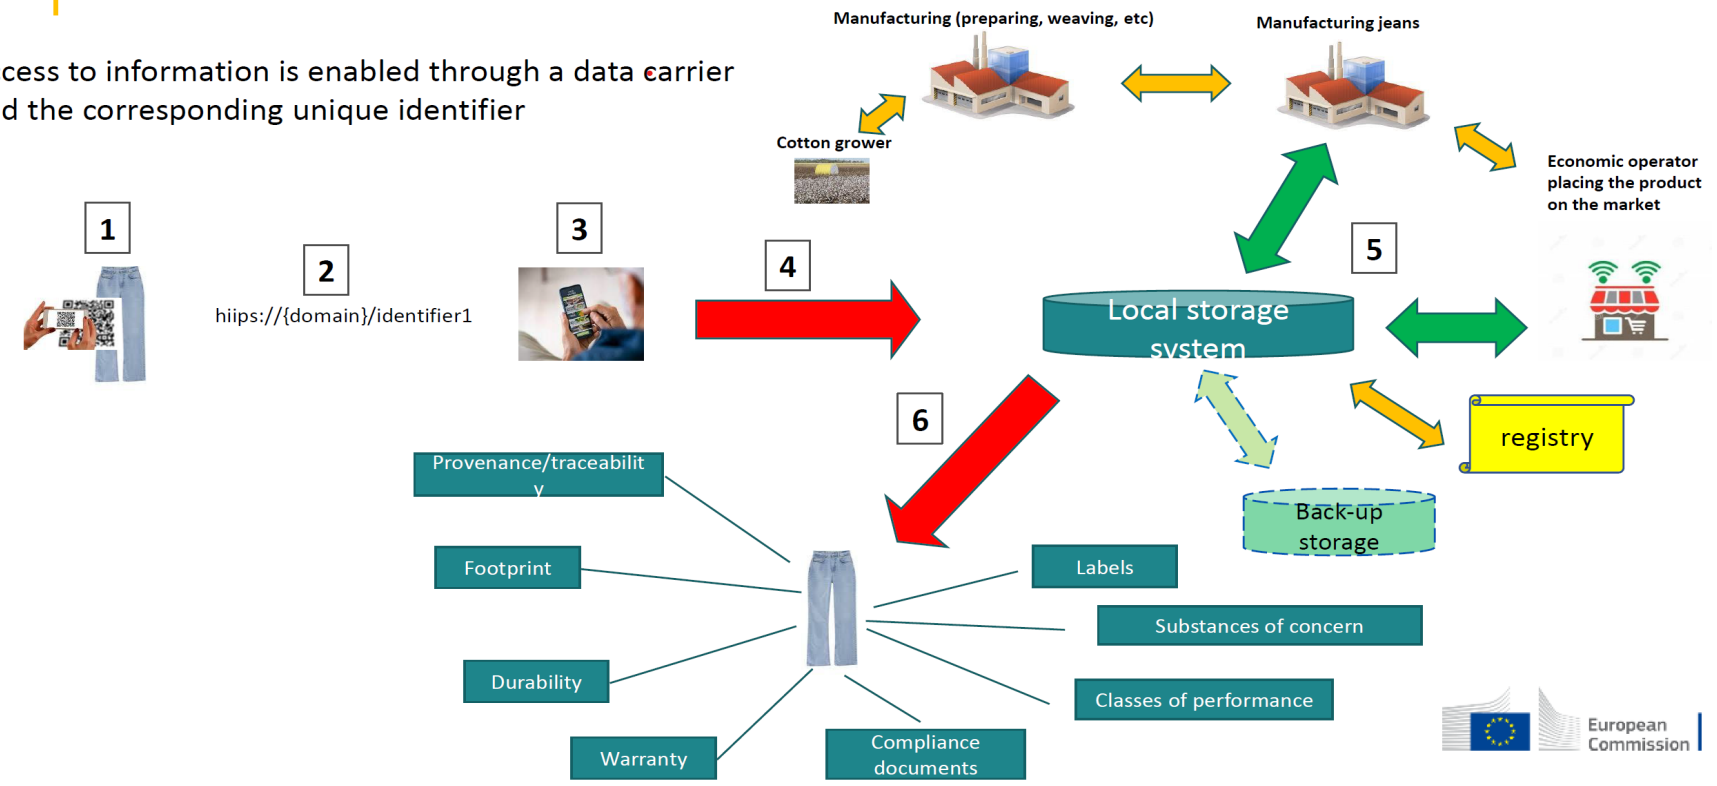 ccess to information is enabled through a data carrier
d the corresponding unique identifier
Manufacturing (preparing, weaving, etc)
Manufacturing jeans
Cotton grower
Economic operator
placing the product
on the market
1
2
3
4
5
6
hiips://{domain}/identifier1
Local storage
system
registry
Back-up
storage
Provenance/traceabilit
y
Footprint
Durability
Warranty
Compliance
documents
Labels
Substances of concern
Classes of performance
European
Commission